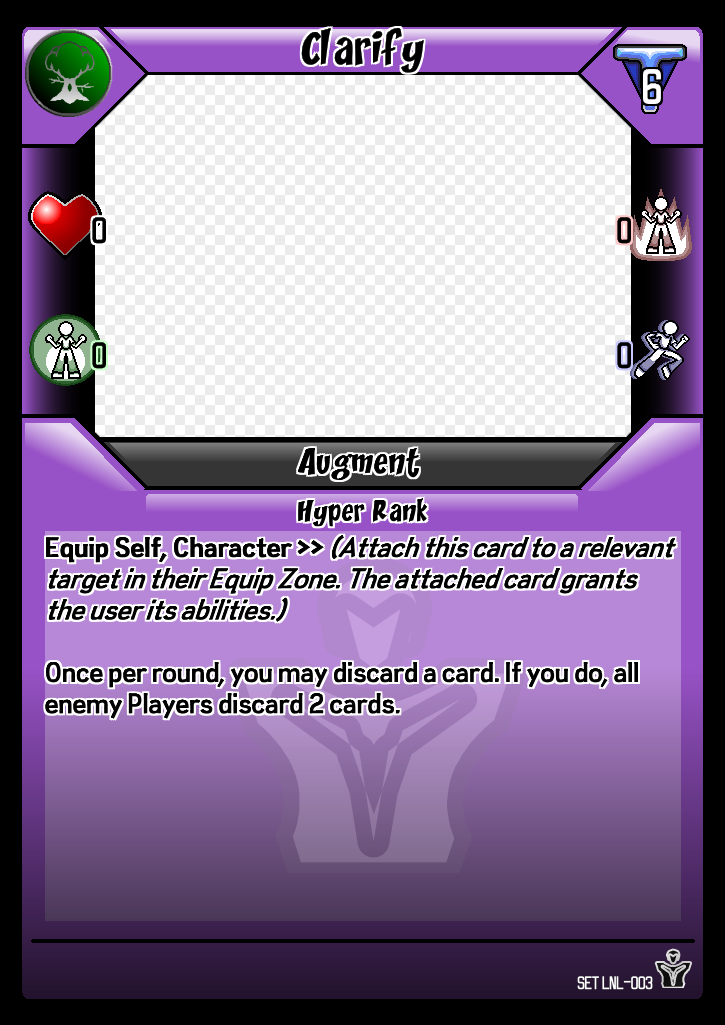 Clarify
6
0
0
0
0
Augment
Hyper Rank
Equip Self, Character >> (Attach this card to a relevant
target in their Equip Zone. The attached card grants
the user its abilities.)
Once per round, you may discard a card. If you do, all
enemy Players discard 2 cards.
SET LNL-003